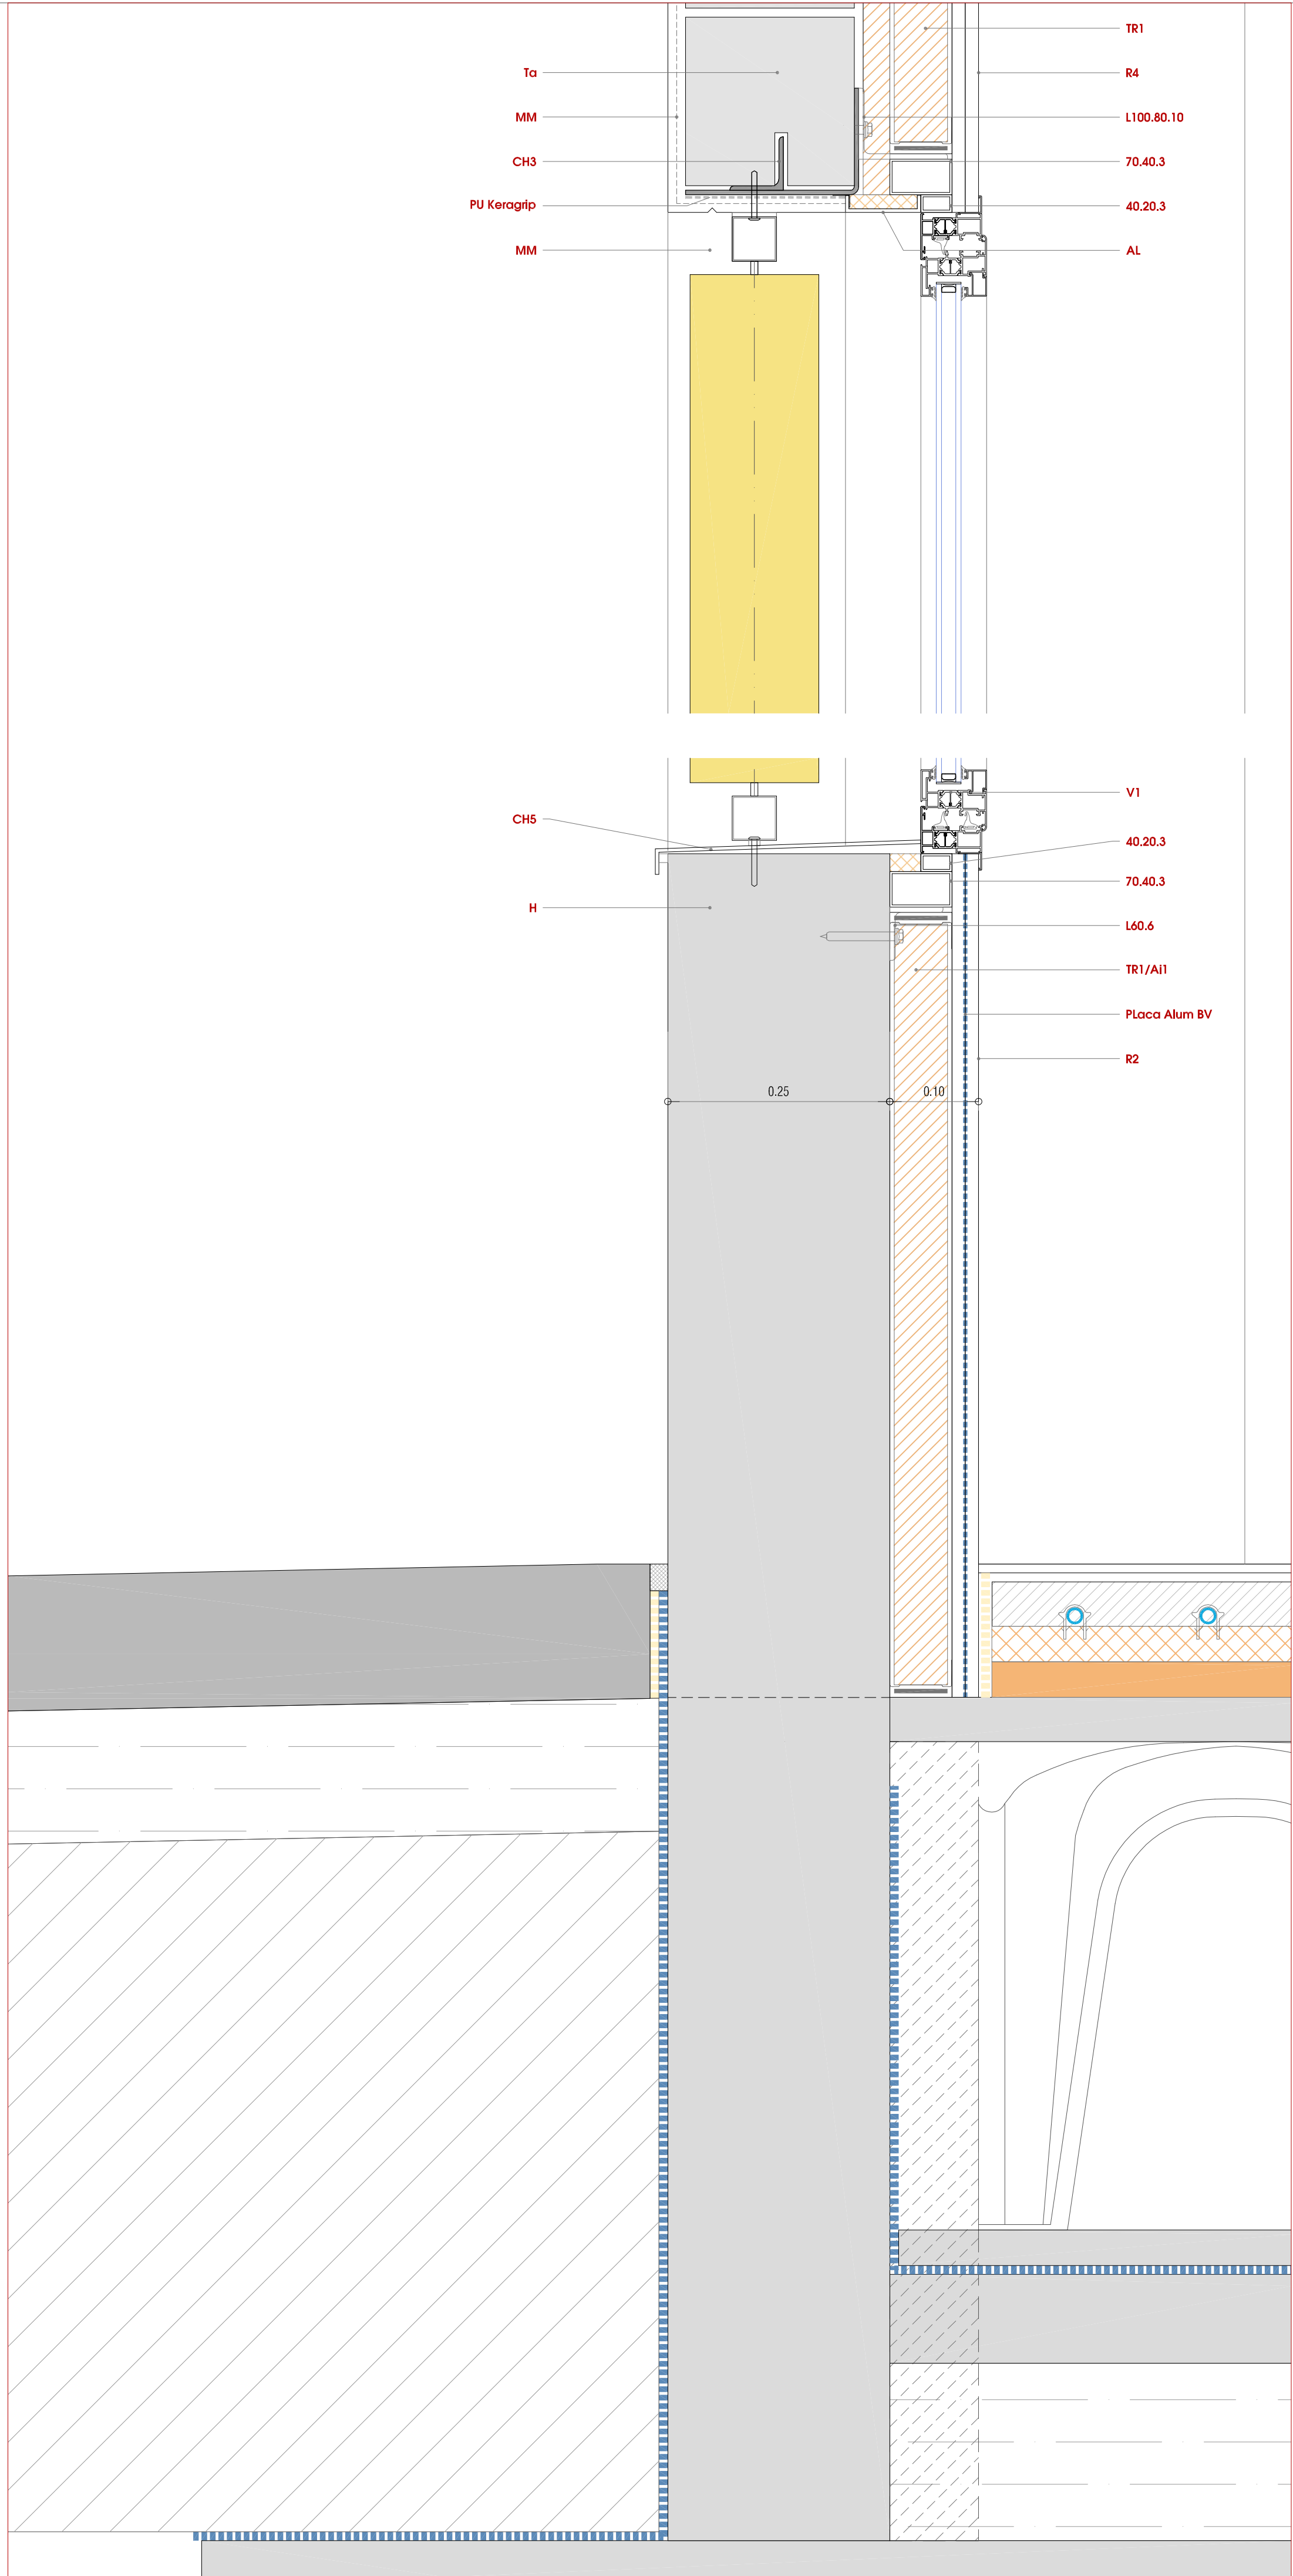 TR1
Ta
R4
MM
L100.80.10
CH3
70.40.3
PU Keragrip
40.20.3
MM
AL
V1
CH5
40.20.3
70.40.3
H
L60.6
TR1/Ai1
PLaca Alum BV
R2
0.25
0.10